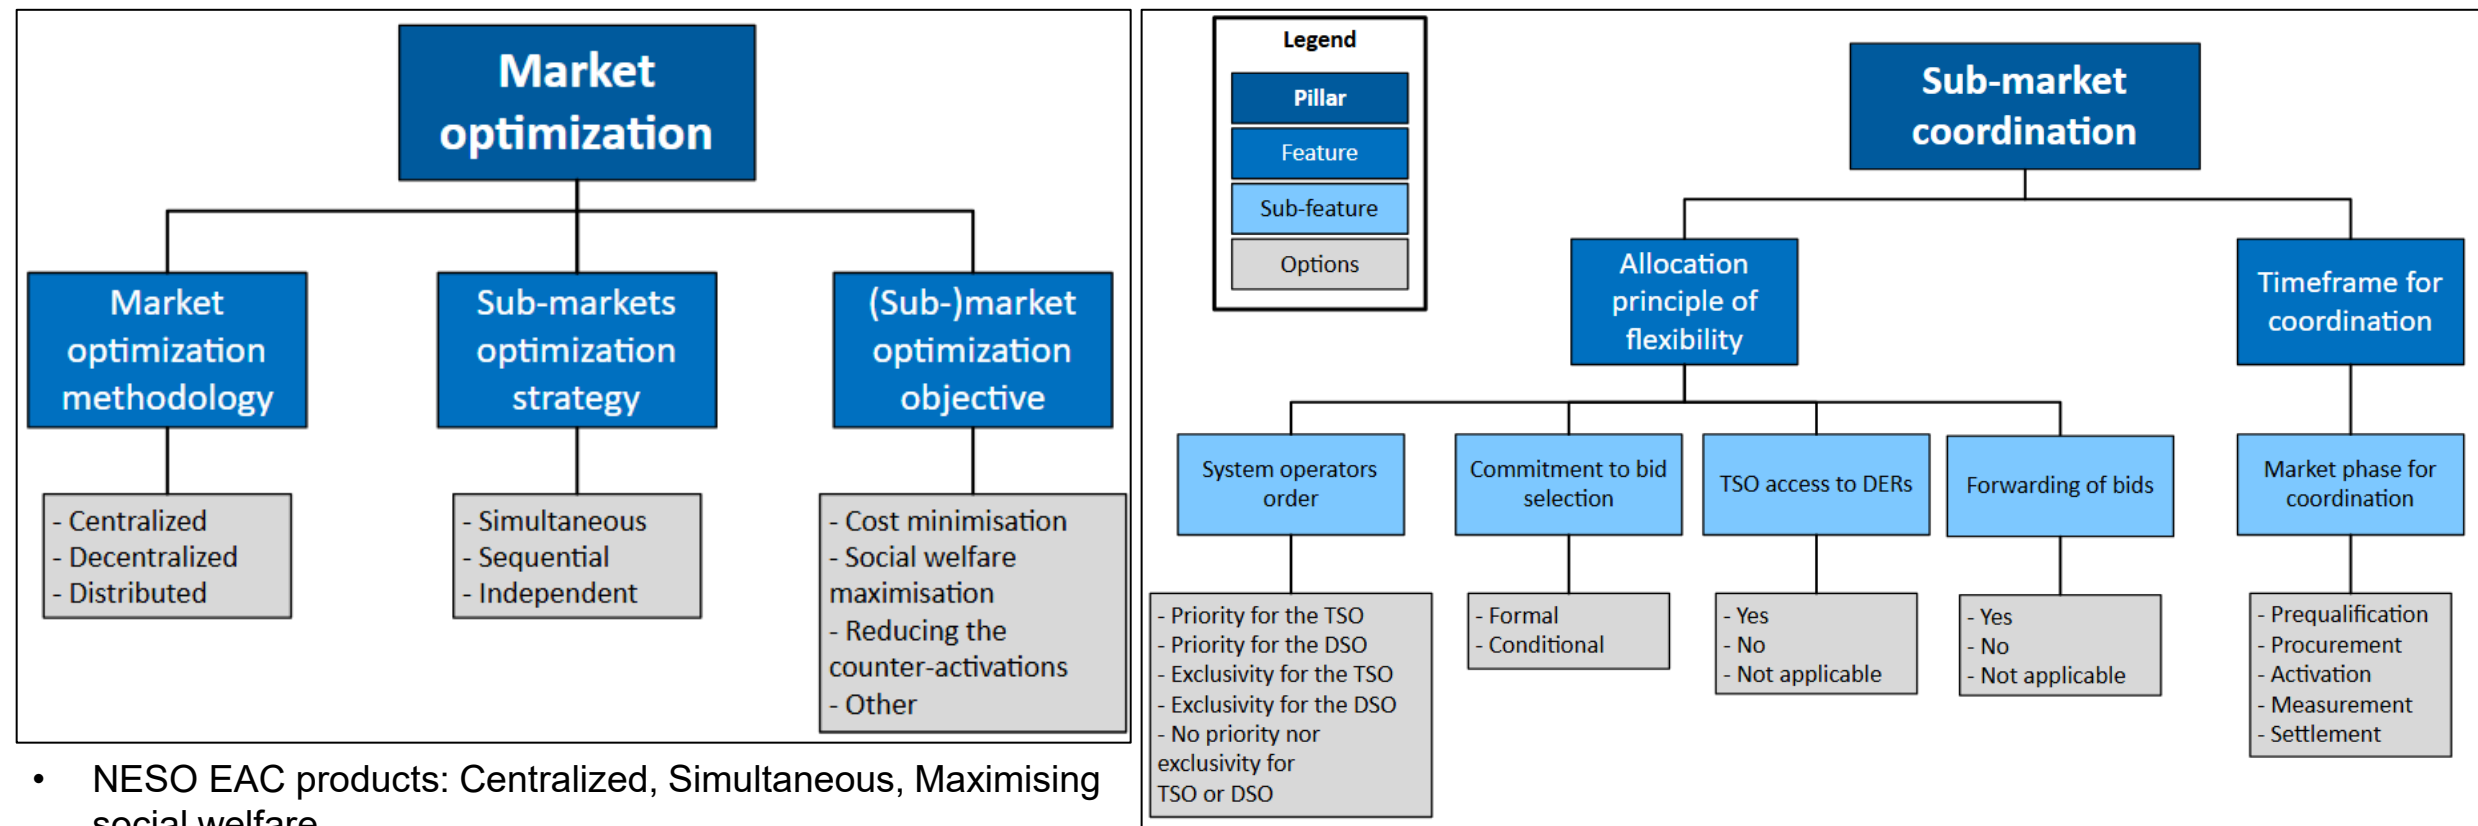 Market
optimization
Market
optimization
methodology
Sub-markets
optimization
strategy
(Sub-)market
optimization
objective
- Centralized
- Decentralized
- Distributed
- Simultaneous
- Sequential
- Independent
- Cost minimisation
- Social welfare
maximisation
- Reducing the
counter-activations
- Other
• NESO EAC products: Centralized, Simultaneous, Maximising
social welfare
Legend
Pillar
Feature
Sub-feature
Options
Sub-market
coordination
Allocation
principle of
flexibility
Timeframe for
coordination
System operators
order
Commitment to bid
selection
TSO access to DERs
Forwarding of bids
Market phase for
coordination
- Priority for the TSO
- Priority for the DSO
- Exclusivity for the TSO
- Exclusivity for the DSO
- No priority nor
exclusivity for
TSO or DSO
- Formal
- Conditional
- Yes
- No
- Not applicable
- Yes
- No
- Not applicable
- Prequalification
- Procurement
- Activation
- Measurement
- Settlement